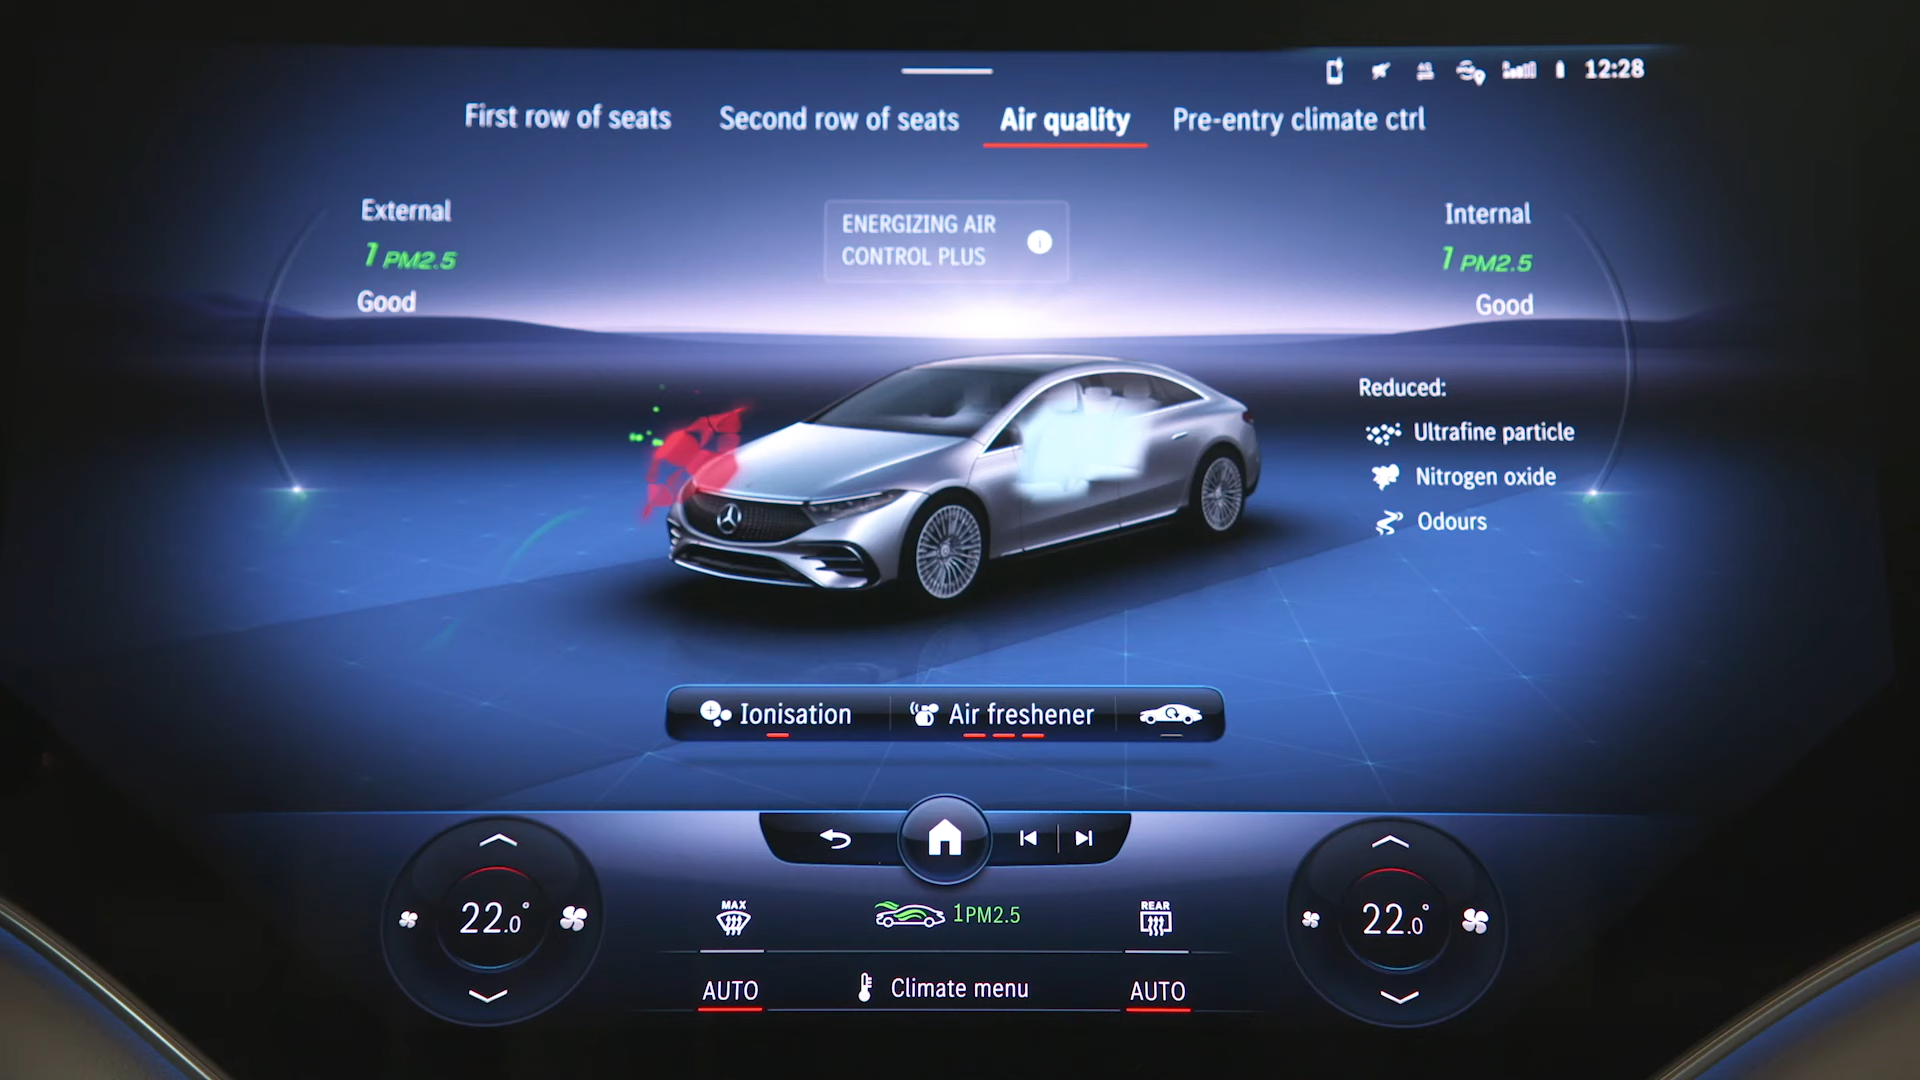 12:28
First row of seats
Second row of seats
Air quality
Pre-entry climate ctrl
External
1 PM2.5
Good
ENERGIZING AIR
CONTROL PLUS
i
Internal
1 PM2.5
Good
Reduced:
Ultrafine particle
Nitrogen oxide
Odours
Ionisation
Air freshener
22.0°
MAX
1PM2.5
REAR
22.0°
AUTO
Climate menu
AUTO